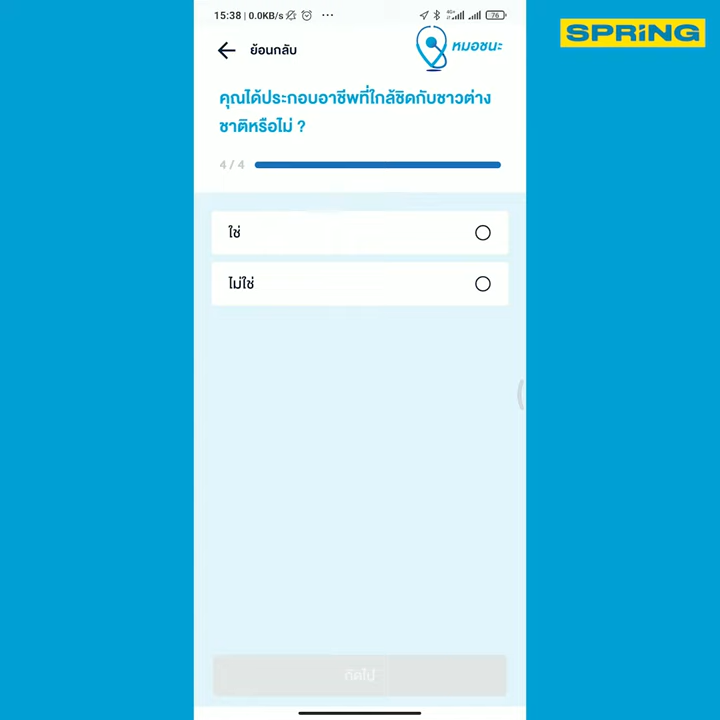 15:38 | 0.0KB/s
4G+
76
SPRiNG
ย้อนกลับ
หมอชนะ
คุณได้ประกอบอาชีพที่ใกล้ชิดกับชาวต่าง
ชาติหรือไม่ ?
4 / 4
ใช่
ไม่ใช่
ถัดไป